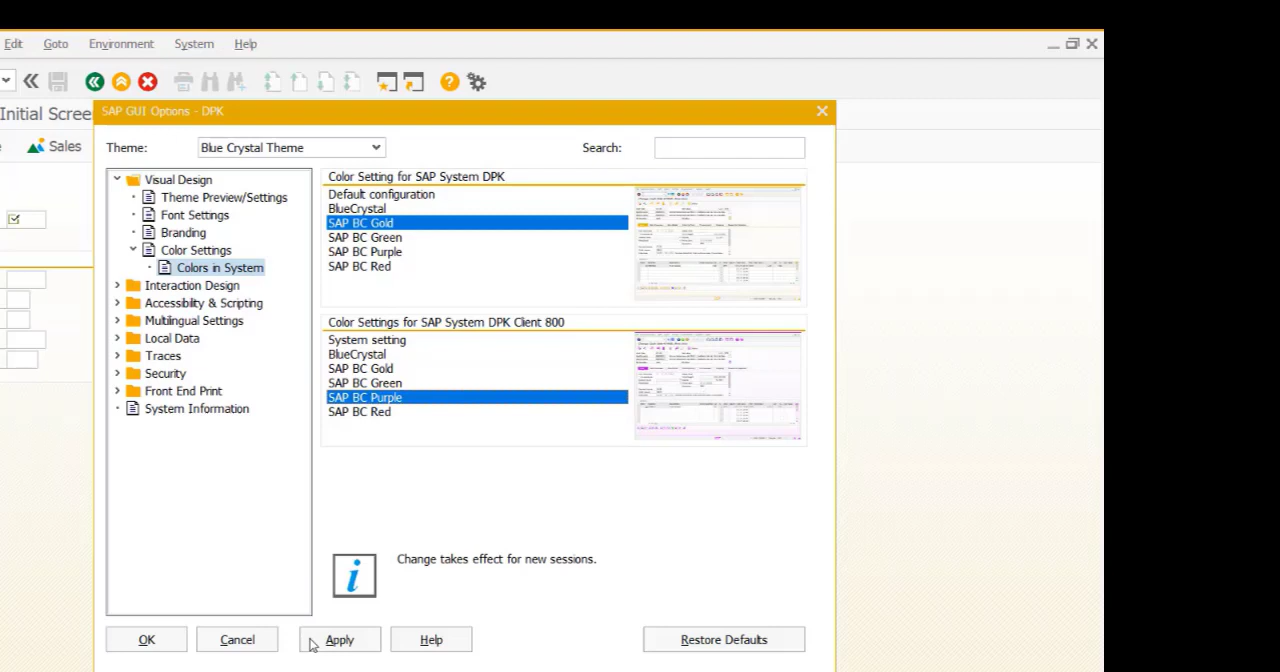 Edit Goto Environment System Help
Initial Scree
Sales
SAP GUI Options - DPK
Theme: Blue Crystal Theme Search:
Visual Design
Theme Preview/Settings
Font Settings
Branding
Color Settings
Colors in System
Interaction Design
Accessibility & Scripting
Multilingual Settings
Local Data
Traces
Security
Front End Print
System Information
Color Setting for SAP System DPK
Default configuration
BlueCrystal
SAP BC Gold
SAP BC Green
SAP BC Purple
SAP BC Red
Color Settings for SAP System DPK Client 800
System setting
BlueCrystal
SAP BC Gold
SAP BC Green
SAP BC Purple
SAP BC Red
Change takes effect for new sessions.
OK Cancel Apply Help Restore Defaults